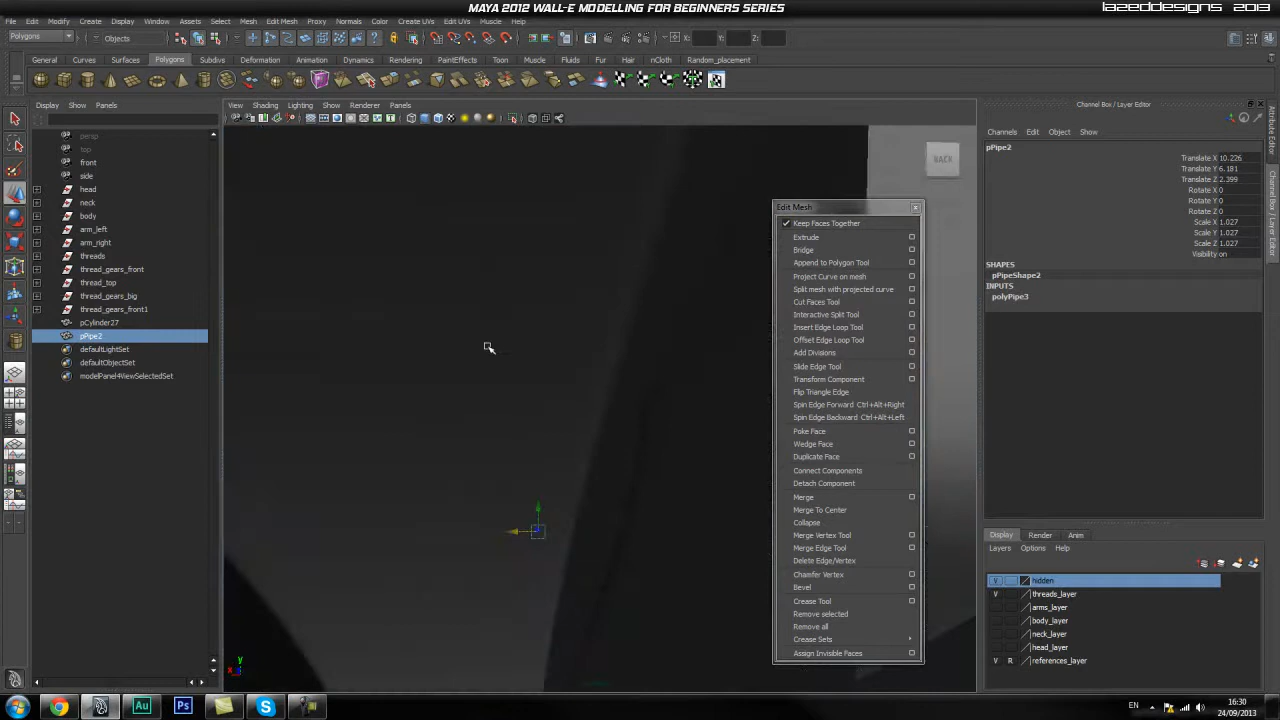 MAYA 2012 WALL-E MODELLING FOR BEGINNERS SERIES
LAZEDDESIGNS 2013
File Edit Modify Create Display Window Assets Select Mesh Edit Mesh Proxy Normals Color Create UVs Edit UVs Muscle Help
Polygons Objects X: Y: Z:
General Curves Surfaces Polygons Subdivs Deformation Animation Dynamics Rendering PaintEffects Toon Muscle Fluids Fur Hair nCloth Random_placement
Display Show Panels
View Shading Lighting Show Renderer Panels
Channel Box / Layer Editor
Channels Edit Object Show
persp
top
front
side
head
neck
body
arm_left
arm_right
threads
thread_gears_front
thread_top
thread_gears_big
thread_gears_front1
pCylinder27
pPipe2
defaultLightSet
defaultObjectSet
modelPanel4ViewSelectedSet
BACK
Edit Mesh
Keep Faces Together
Extrude
Bridge
Append to Polygon Tool
Project Curve on mesh
Split mesh with projected curve
Cut Faces Tool
Interactive Split Tool
Insert Edge Loop Tool
Offset Edge Loop Tool
Add Divisions
Slide Edge Tool
Transform Component
Flip Triangle Edge
Spin Edge Forward Ctrl+Alt+Right
Spin Edge Backward Ctrl+Alt+Left
Poke Face
Wedge Face
Duplicate Face
Connect Components
Detach Component
Merge
Merge To Center
Collapse
Merge Vertex Tool
Merge Edge Tool
Delete Edge/Vertex
Chamfer Vertex
Bevel
Crease Tool
Remove selected
Remove all
Crease Sets
Assign Invisible Faces
y
x
pPipe2
Translate X 10.226
Translate Y 6.181
Translate Z 2.399
Rotate X 0
Rotate Y 0
Rotate Z 0
Scale X 1.027
Scale Y 1.027
Scale Z 1.027
Visibility on
SHAPES
pPipeShape2
INPUTS
polyPipe3
Attribute Editor
Channel Box / Layer Editor
Display Render Anim
Layers Options Help
V hidden
V threads_layer
arms_layer
body_layer
neck_layer
head_layer
V R references_layer
Au Ps
EN
16:30
24/09/2013